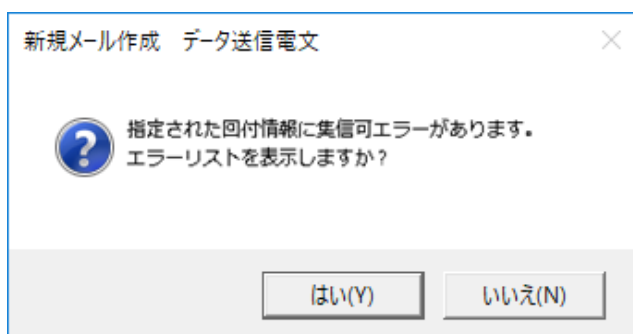 新規メール作成　データ送信電文
指定された回付情報に集信可エラーがあります。
エラーリストを表示しますか？
はい(Y)
いいえ(N)